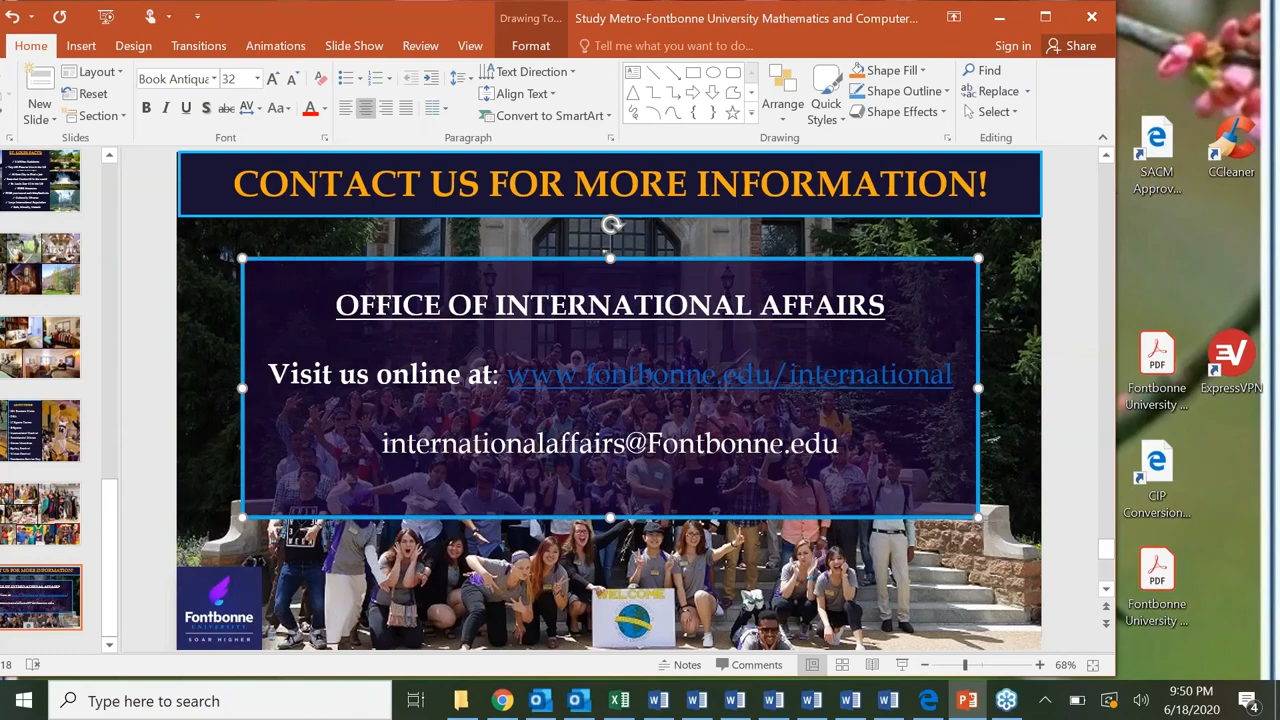 Drawing To...
Study Metro-Fontbonne University Mathematics and Computer...
Home
Insert
Design
Transitions
Animations
Slide Show
Review
View
Format
Tell me what you want to do...
Sign in
Share
New
Slide
Layout
Reset
Section
Slides
Book Antiqua
32
B I U S abc AV Aa A
Font
Text Direction
Align Text
Convert to SmartArt
Paragraph
Arrange
Quick
Styles
Shape Fill
Shape Outline
Shape Effects
Drawing
Find
Replace
Select
Editing
CONTACT US FOR MORE INFORMATION!
OFFICE OF INTERNATIONAL AFFAIRS
Visit us online at: www.fontbonne.edu/international
internationalaffairs@Fontbonne.edu
WELCOME
Fontbonne
UNIVERSITY
SOAR HIGHER
18
Notes
Comments
68%
SACM
Approv...
CCleaner
PDF
Fontbonne
University ...
ExpressVPN
CIP
Conversion...
PDF
Fontbonne
University ...
Type here to search
9:50 PM
6/18/2020
4